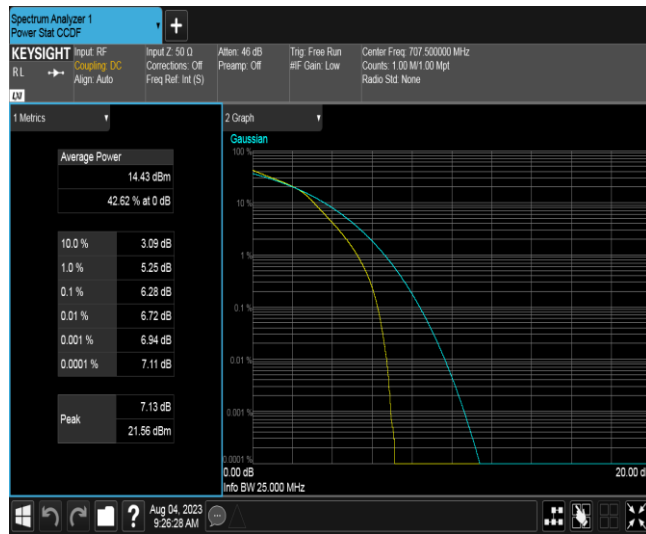 Spectrum Analyzer 1
Power Stat CCDF
KEYSIGHT
RL
LXI
Input: RF
Coupling: DC
Align: Auto
Input Z: 50 Ω
Corrections: Off
Freq Ref: Int (S)
Atten: 46 dB
Preamp: Off
Trig: Free Run
#IF Gain: Low
Center Freq: 707.500000 MHz
Counts: 1.00 M/1.00 Mpt
Radio Std: None
1 Metrics
Average Power
14.43 dBm
42.62 % at 0 dB
10.0 % 3.09 dB
1.0 % 5.25 dB
0.1 % 6.28 dB
0.01 % 6.72 dB
0.001 % 6.94 dB
0.0001 % 7.11 dB
Peak
7.13 dB
21.56 dBm
2 Graph
Gaussian
100 %
10 %
1 %
0.1 %
0.01 %
0.001 %
0.0001 %
0.00 dB
20.00 d
Info BW 25.000 MHz
?
Aug 04, 2023
9:26:28 AM